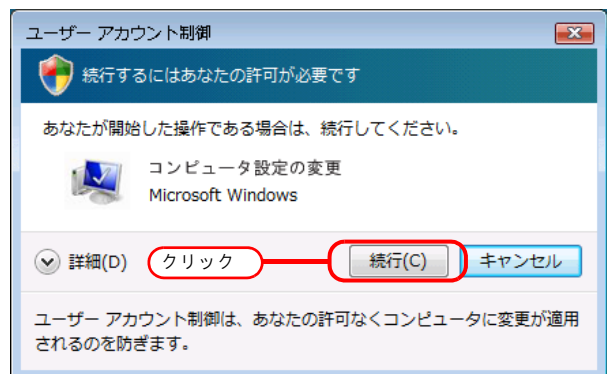 ユーザー アカウント制御
続行するにはあなたの許可が必要です
あなたが開始した操作である場合は、続行してください。
コンピュータ設定の変更
Microsoft Windows
詳細(D) クリック 続行(C) キャンセル
ユーザー アカウント制御は、あなたの許可なくコンピュータに変更が適用
されるのを防ぎます。